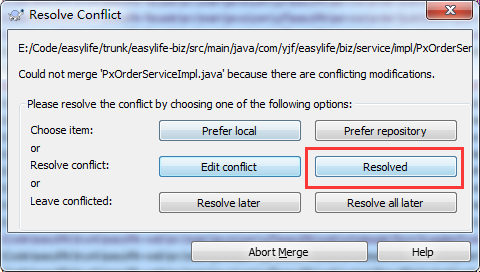 Resolve Conflict
E:/Code/easylife/trunk/easylife-biz/src/main/java/com/yjf/easylife/biz/service/impl/PxOrderSer
Could not merge 'PxOrderServiceImpl.java' because there are conflicting modifications.
Please resolve the conflict by choosing one of the following options:
Choose item: Prefer local Prefer repository
or
Resolve conflict: Edit conflict Resolved
or
Leave conflicted: Resolve later Resolve all later
Abort Merge Help